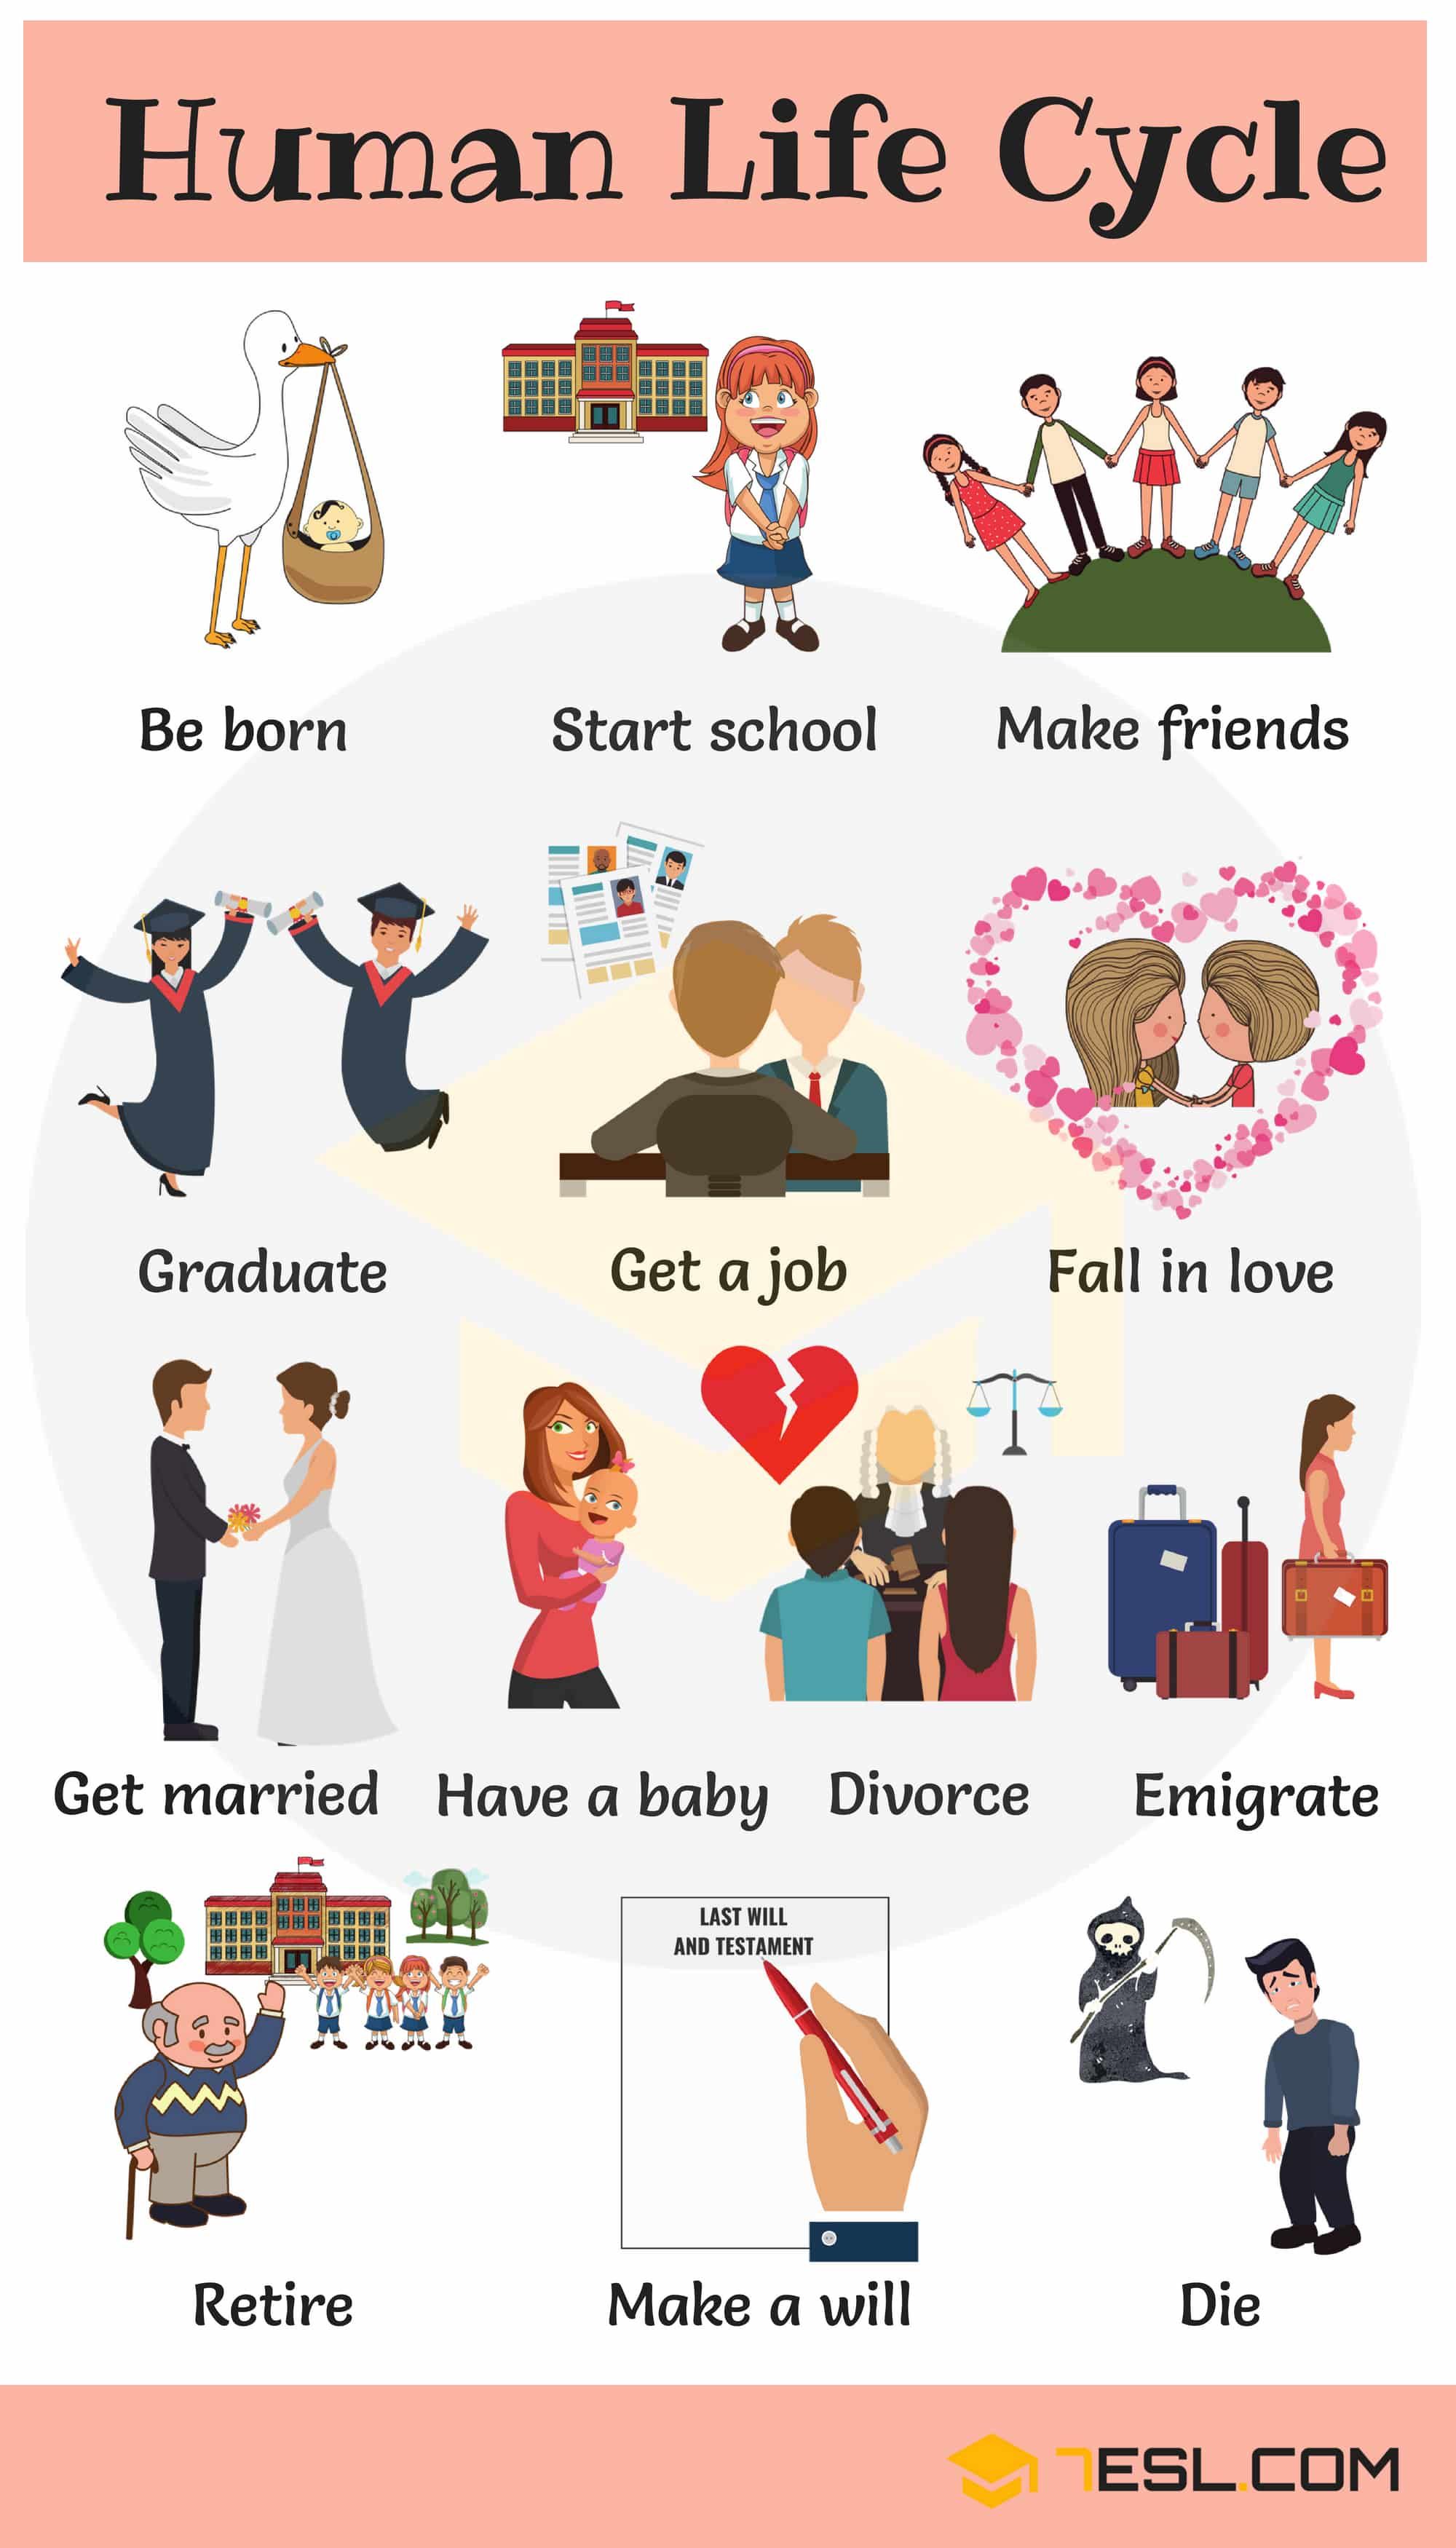 Human Life Cycle
Be born
Start school
Make friends
Graduate
Get a job
Fall in love
Get married
Have a baby
Divorce
Emigrate
LAST WILL
AND TESTAMENT
Retire
Make a will
Die
7ESL.COM